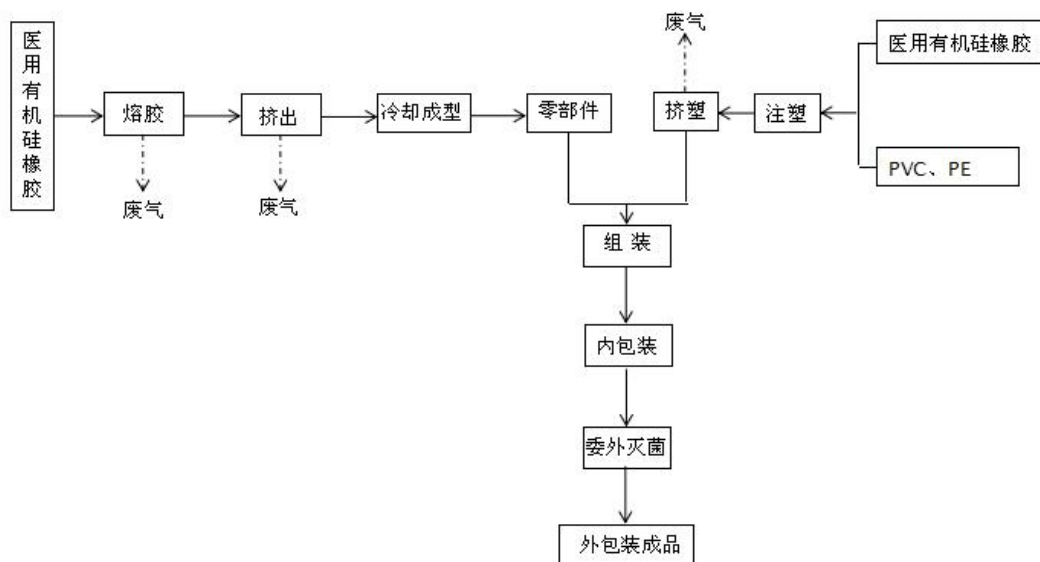 医用有机硅橡胶
熔胶
废气
挤出
废气
冷却成型
零部件
废气
挤塑
注塑
医用有机硅橡胶
PVC、PE
组 装
内包装
委外灭菌
外包装成品